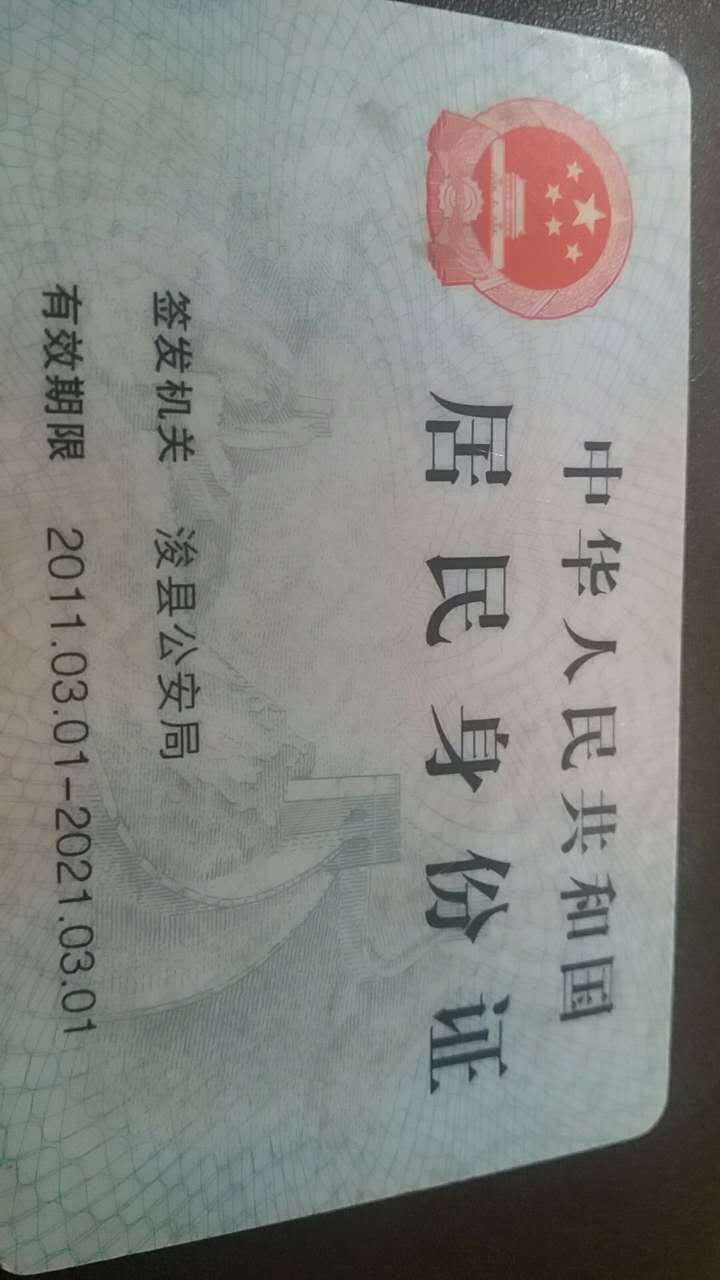 中华人民共和国
居民身份证
签发机关 浚县公安局
有效期限 2011.03.01-2021.03.01